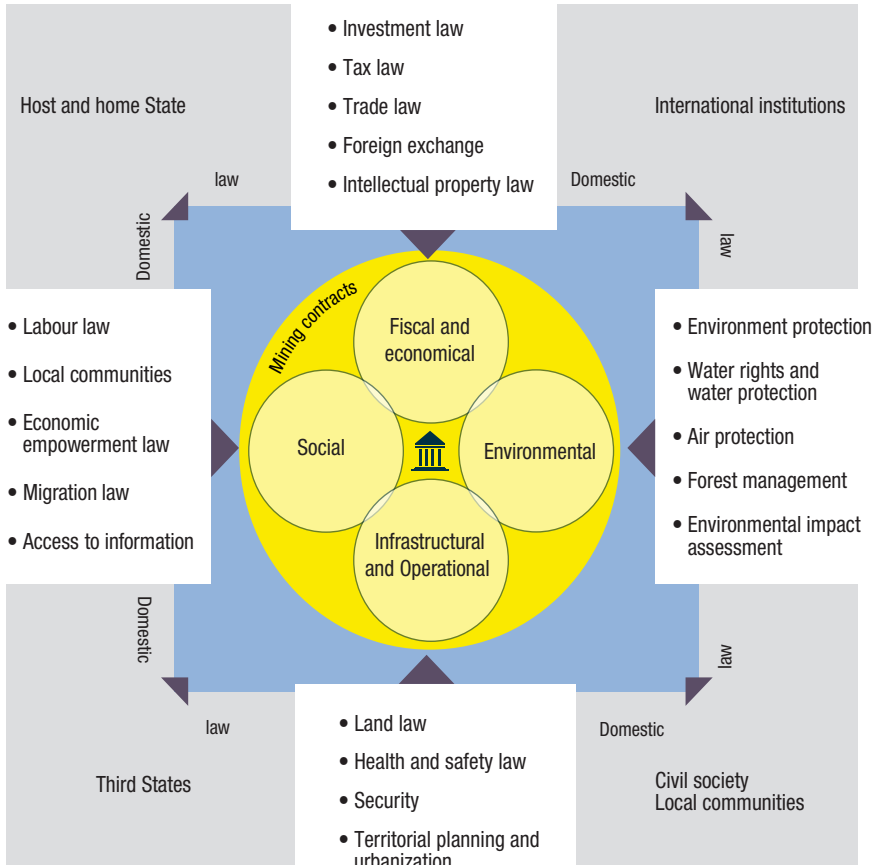 • Investment law
• Tax law
• Trade law
• Foreign exchange
• Intellectual property law
Host and home State
International institutions
law
Domestic
Domestic
law
Mining contracts
Fiscal and
economical
Social
Environmental
Infrastructural
and Operational
• Labour law
• Local communities
• Economic
empowerment law
• Migration law
• Access to information
• Environment protection
• Water rights and
water protection
• Air protection
• Forest management
• Environmental impact
assessment
Domestic
law
law
Domestic
• Land law
• Health and safety law
• Security
• Territorial planning and
urbanization
Third States
Civil society
Local communities